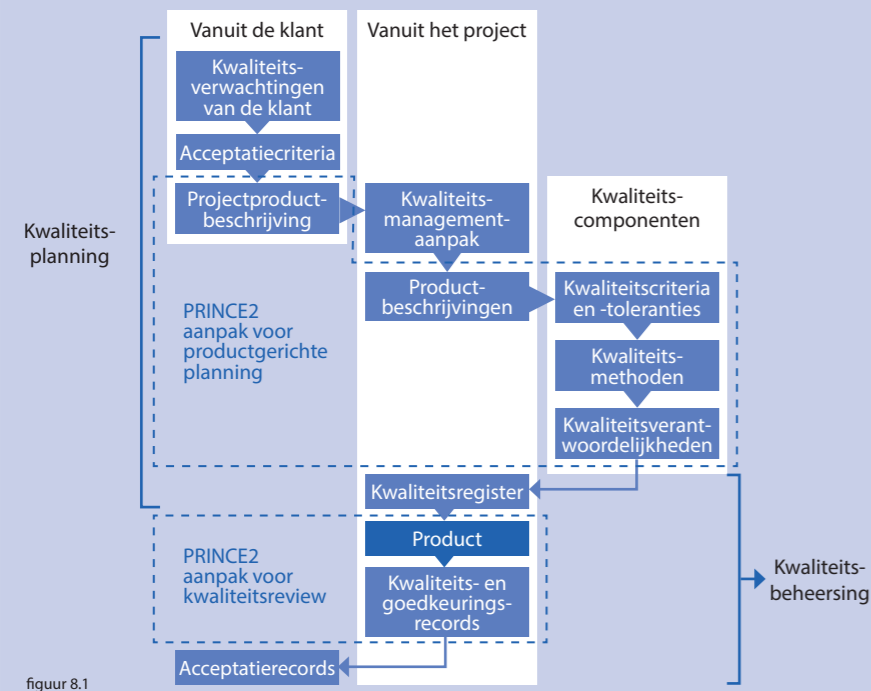 Vanuit de klant
Vanuit het project
Kwaliteits-
verwachtingen
van de klant
Acceptatiecriteria
Projectproduct-
beschrijving
Kwaliteits-
management-
aanpak
Kwaliteits-
componenten
Kwaliteits-
planning
Product-
beschrijvingen
Kwaliteitscriteria
en -toleranties
PRINCE2
aanpak voor
productgerichte
planning
Kwaliteits-
methoden
Kwaliteitsverant-
woordelijkheden
Kwaliteitsregister
Product
PRINCE2
aanpak voor
kwaliteitsreview
Kwaliteits- en
goedkeurings-
records
Kwaliteits-
beheersing
Acceptatierecords
figuur 8.1